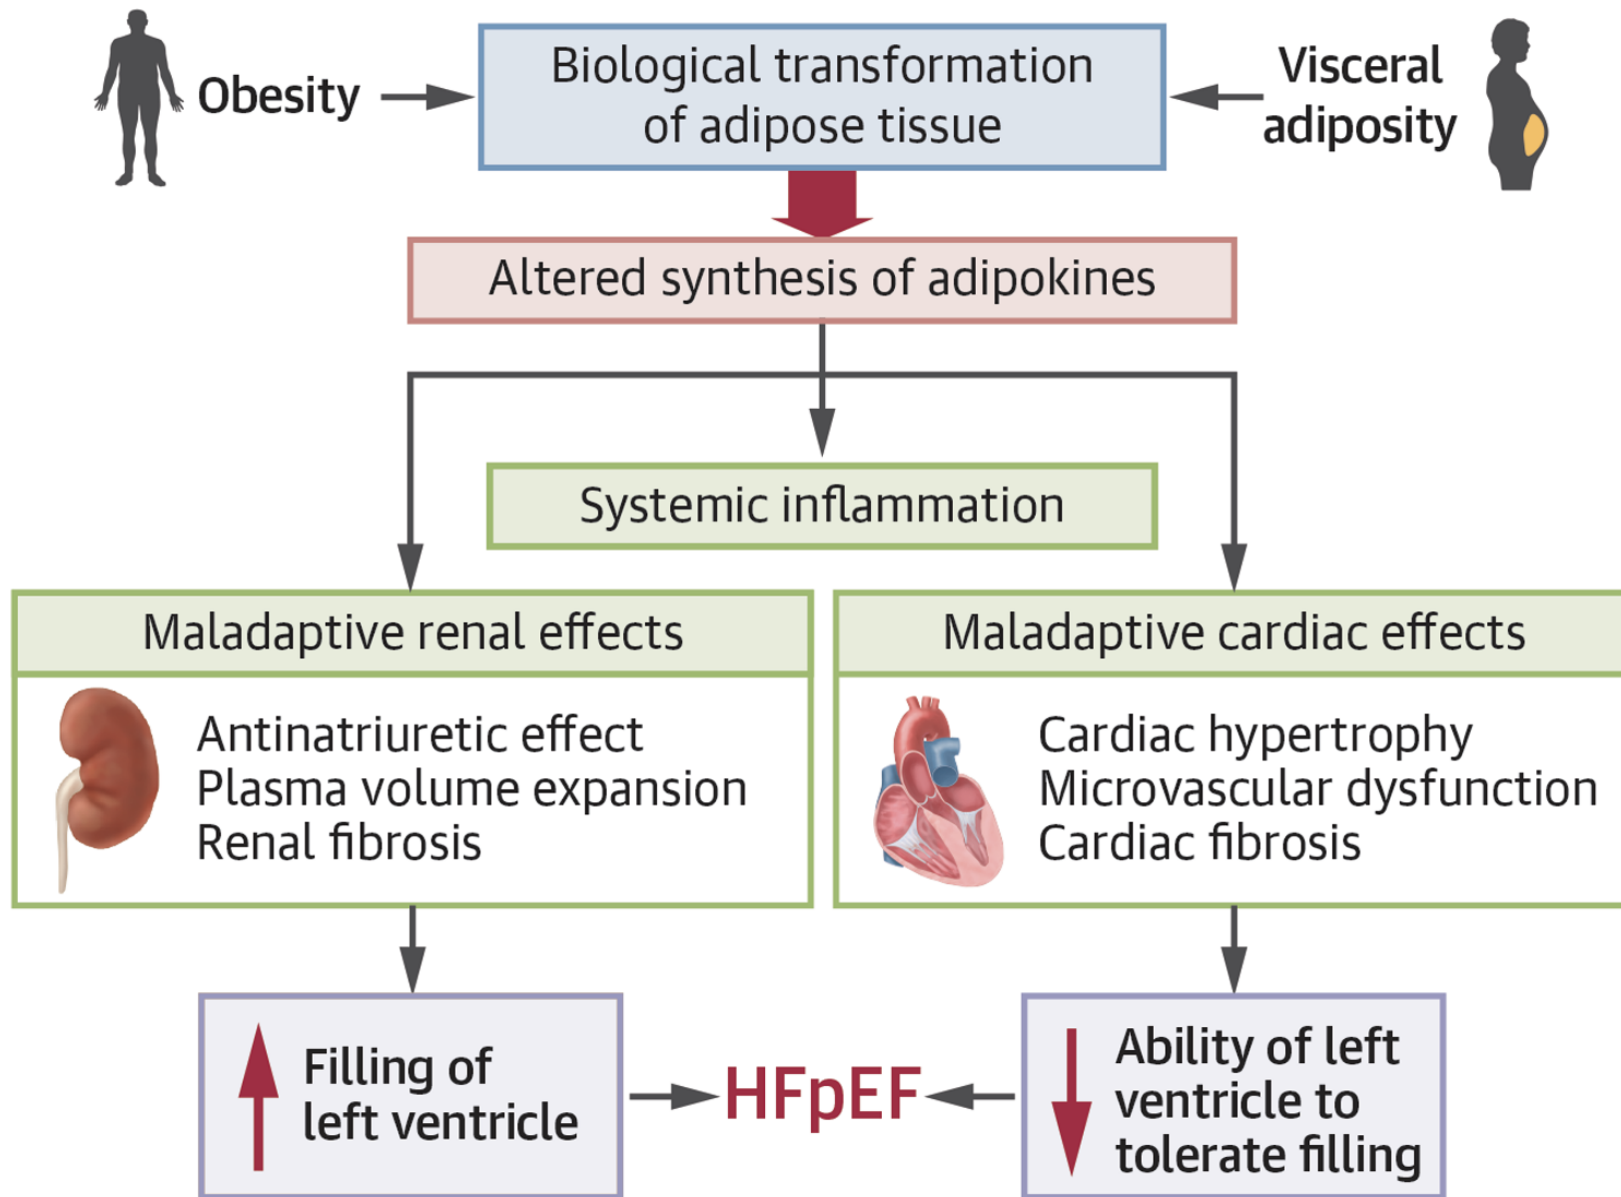 Obesity
Biological transformation
of adipose tissue
Visceral
adiposity
Altered synthesis of adipokines
Systemic inflammation
Maladaptive renal effects
Antinatriuretic effect
Plasma volume expansion
Renal fibrosis
Maladaptive cardiac effects
Cardiac hypertrophy
Microvascular dysfunction
Cardiac fibrosis
Filling of
left ventricle
HFpEF
Ability of left
ventricle to
tolerate filling